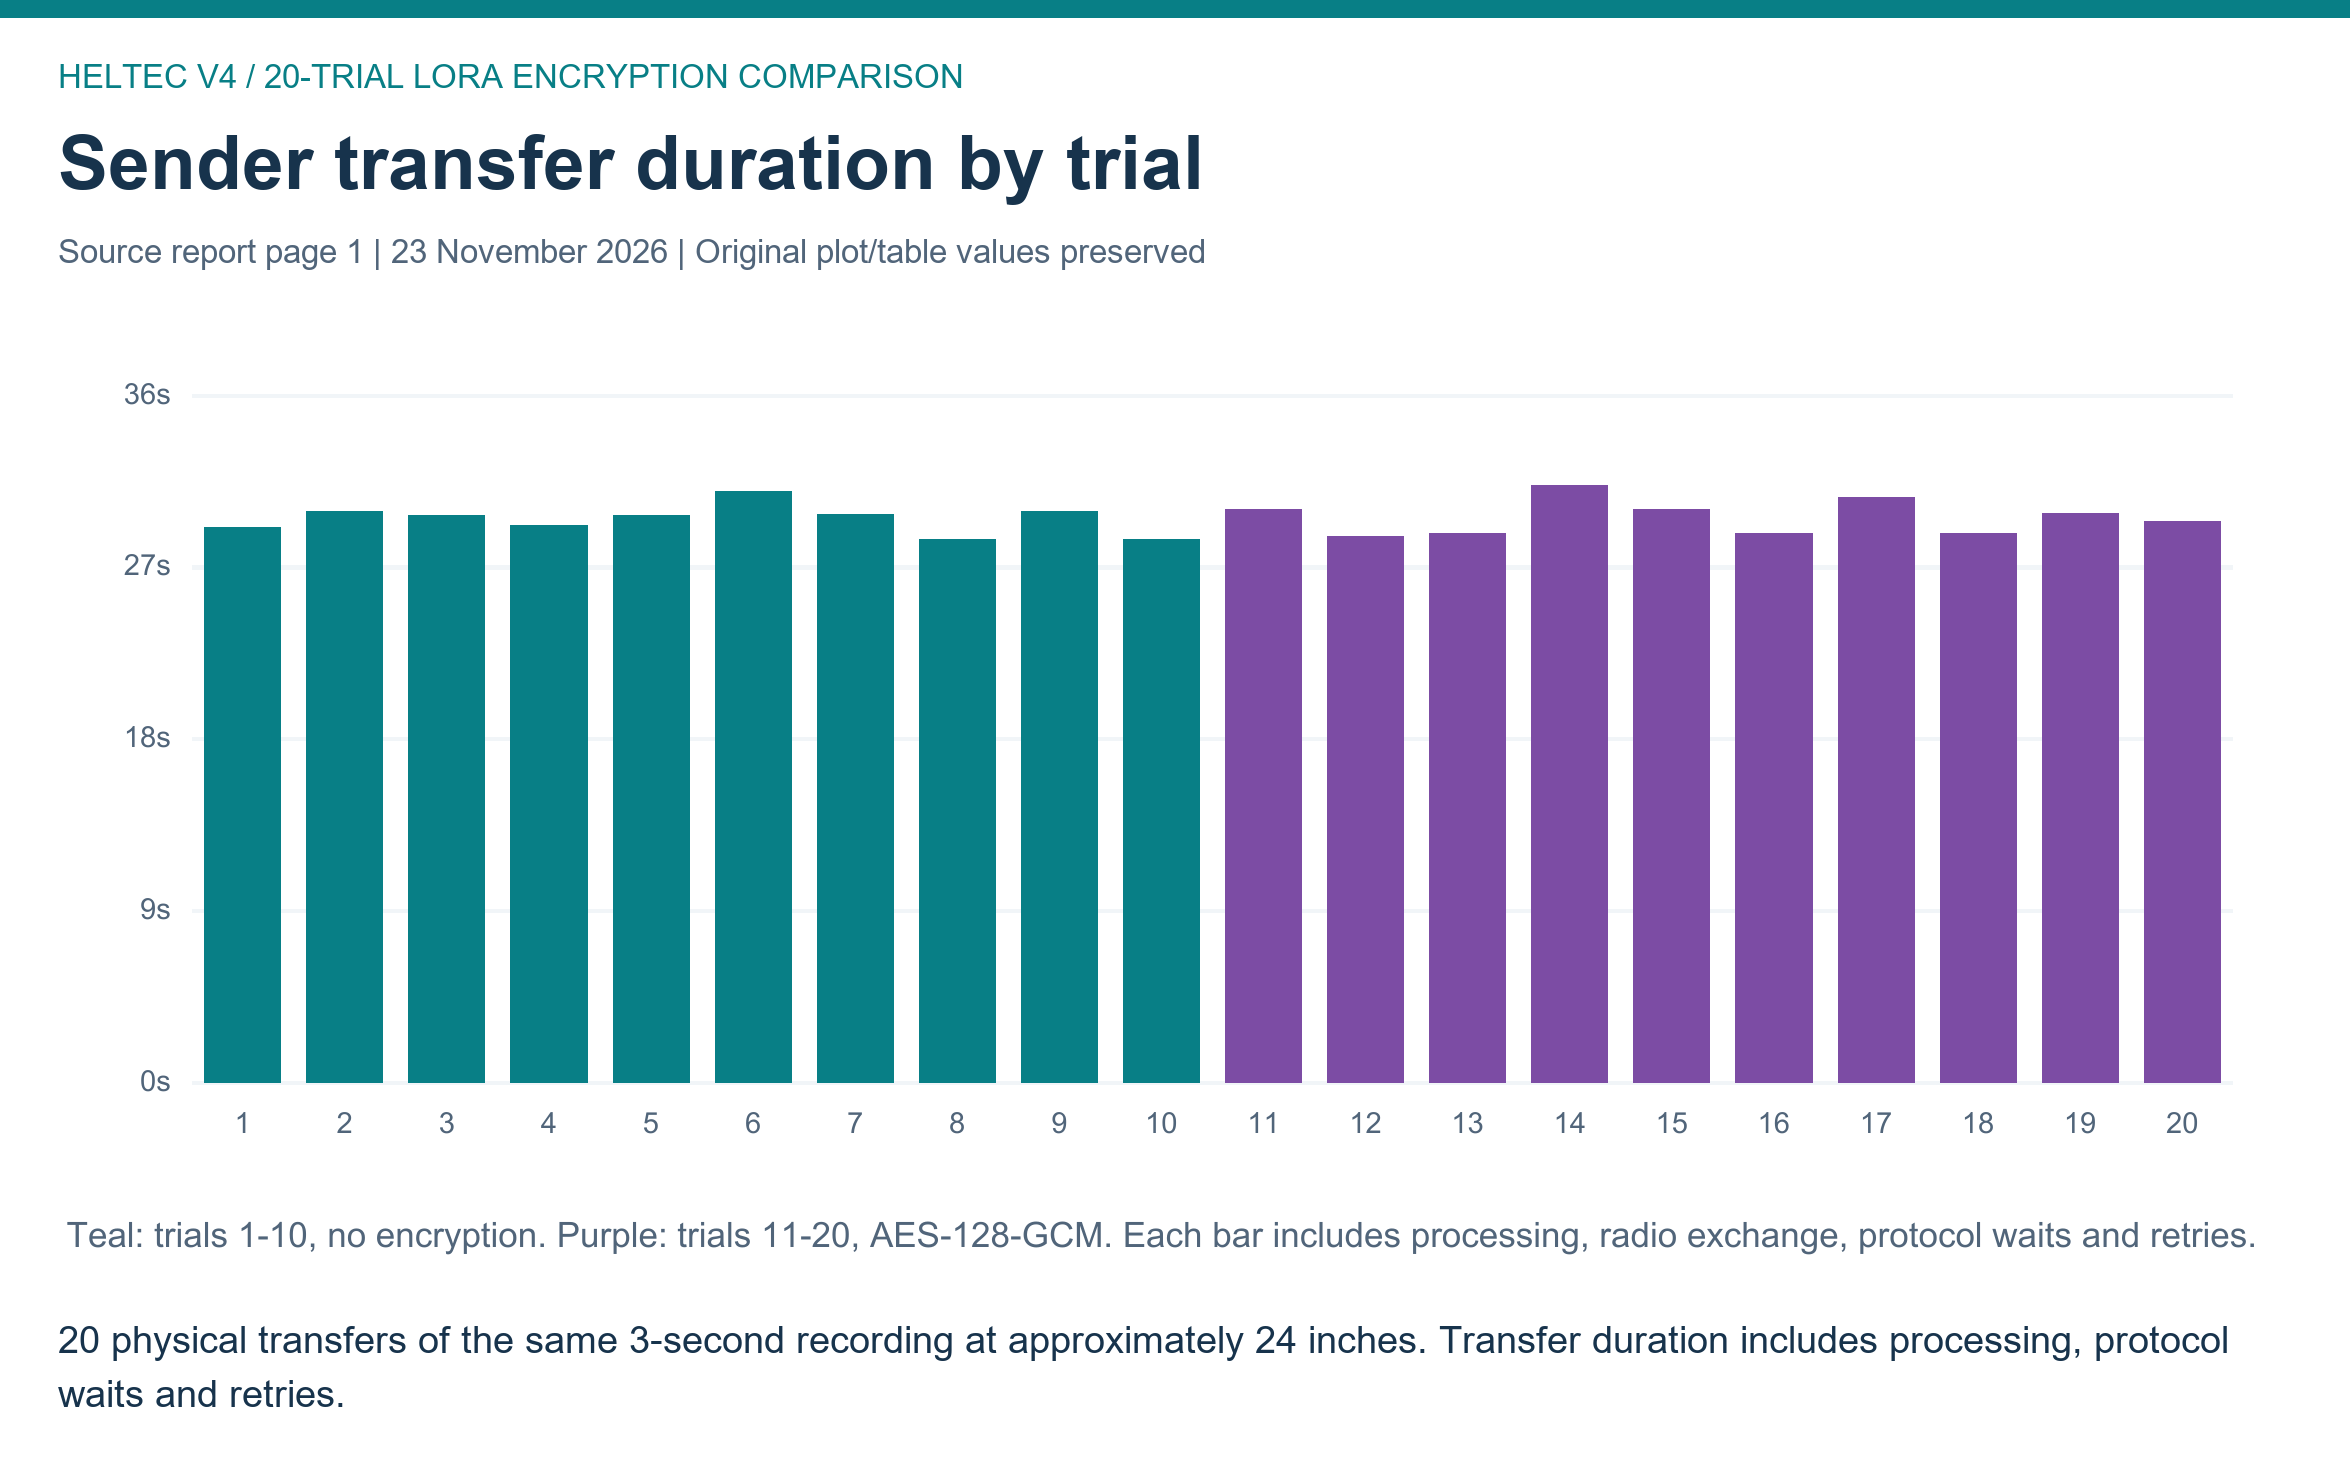 HELTEC V4 / 20-TRIAL LORA ENCRYPTION COMPARISON
Sender transfer duration by trial
Source report page 1 | 23 November 2026 | Original plot/table values preserved
36s
27s
18s
9s
0s
1 2 3 4 5 6 7 8 9 10 11 12 13 14 15 16 17 18 19 20
Teal: trials 1-10, no encryption. Purple: trials 11-20, AES-128-GCM. Each bar includes processing, radio exchange, protocol waits and retries.
20 physical transfers of the same 3-second recording at approximately 24 inches. Transfer duration includes processing, protocol
waits and retries.